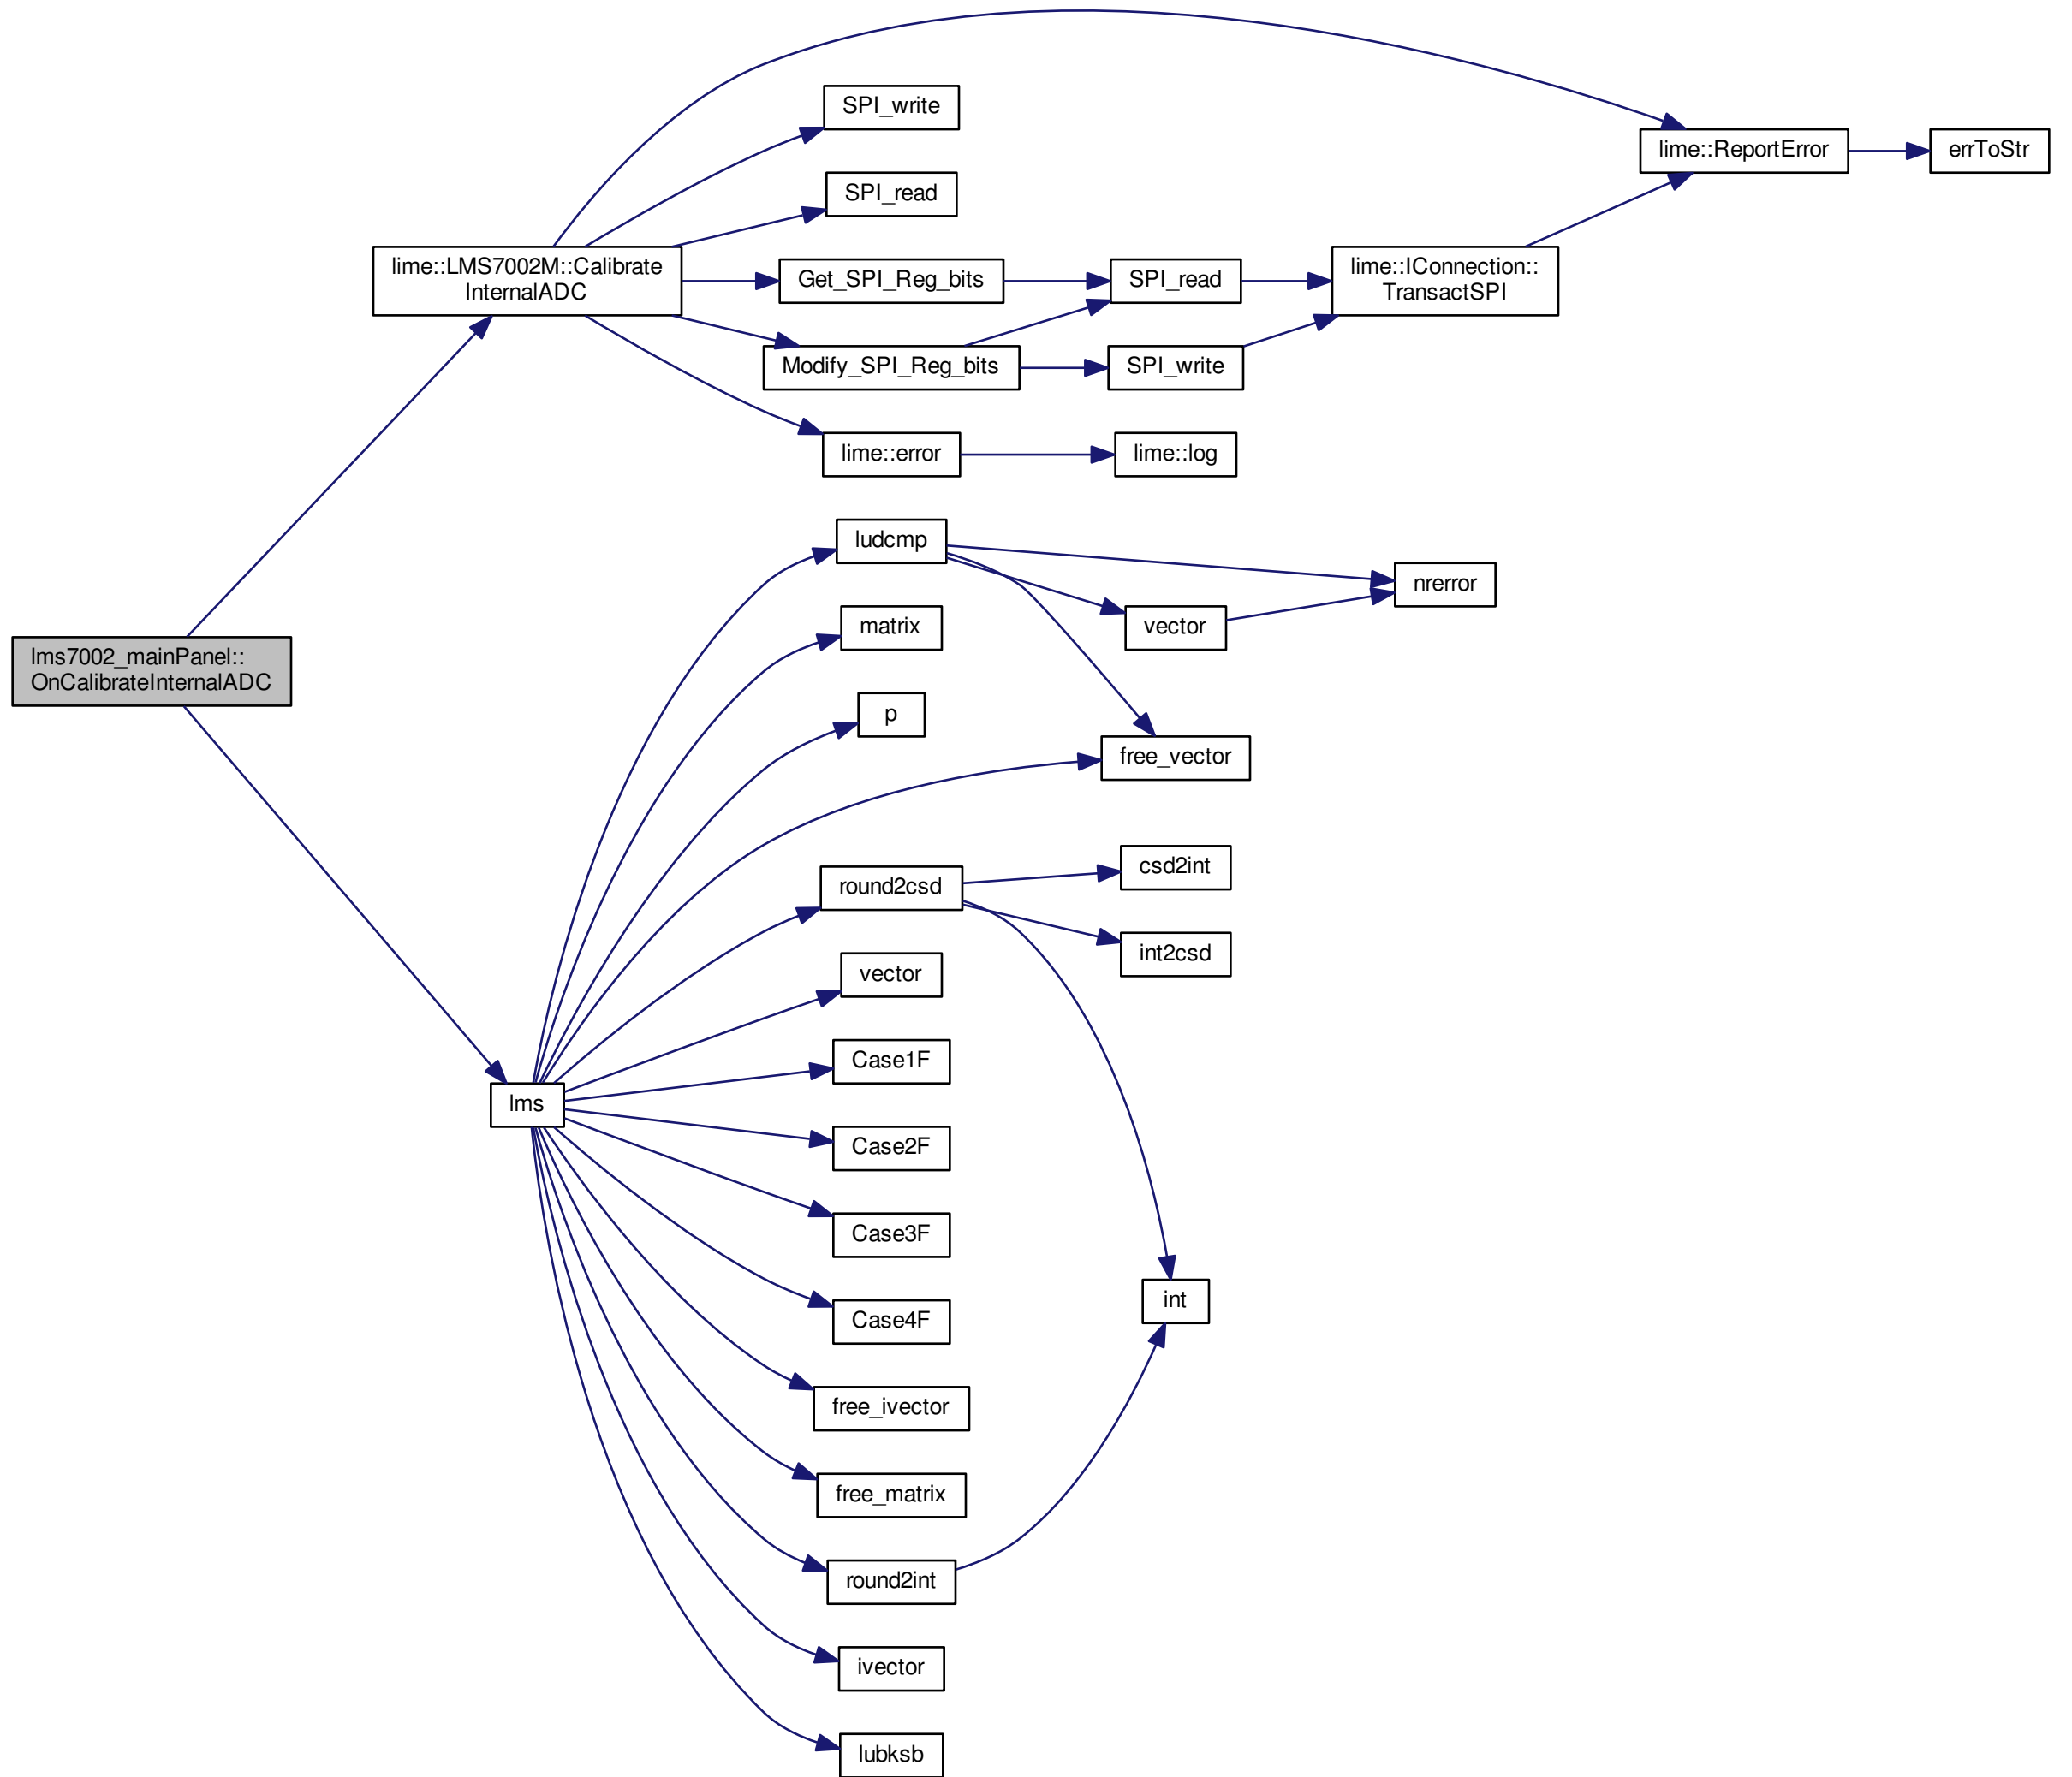 SPI_write
lime::ReportError
errToStr
SPI_read
lime::LMS7002M::Calibrate
InternalADC
Get_SPI_Reg_bits
SPI_read
lime::IConnection::
TransactSPI
Modify_SPI_Reg_bits
SPI_write
lime::error
lime::log
ludcmp
nrerror
matrix
vector
lms7002_mainPanel::
OnCalibrateInternalADC
p
free_vector
round2csd
csd2int
int2csd
vector
Case1F
lms
Case2F
Case3F
int
Case4F
free_ivector
free_matrix
round2int
ivector
lubksb